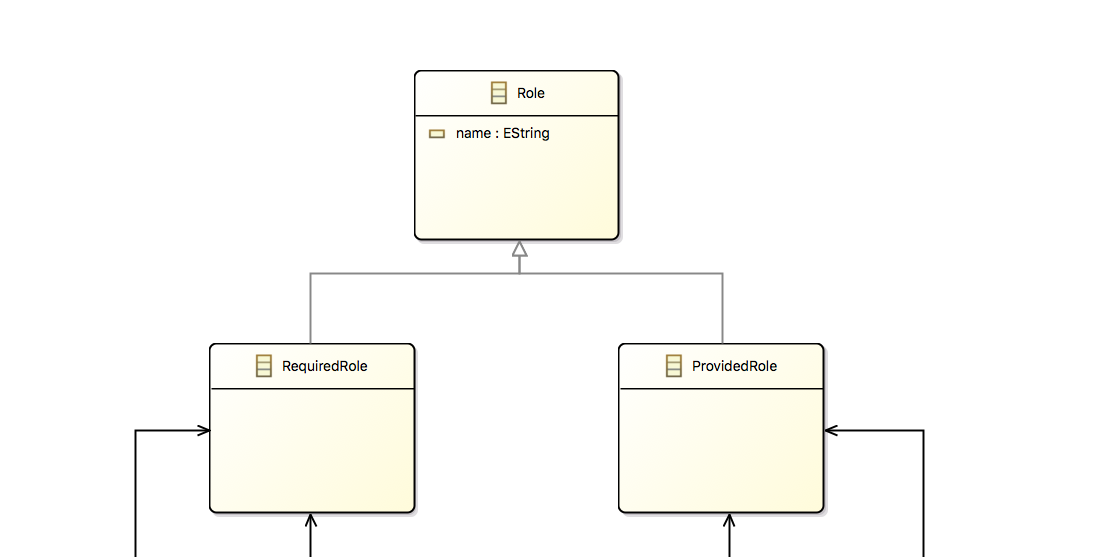 Role
name : EString
RequiredRole
ProvidedRole